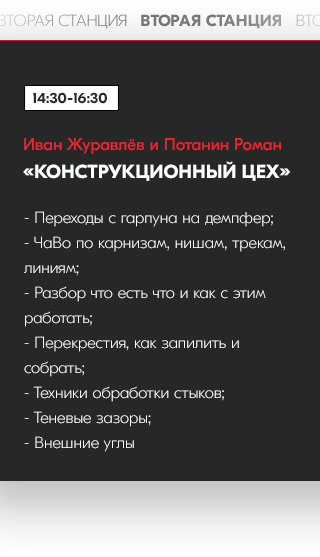 ВТОРАЯ СТАНЦИЯ ВТОРАЯ СТАНЦИЯ ВТО
14:30-16:30
Иван Журавлёв и Потанин Роман
«КОНСТРУКЦИОННЫЙ ЦЕХ»
- Переходы с гарпуна на демпфер;
- ЧаВо по карнизам, нишам, трекам,
линиям;
- Разбор что есть что и как с этим
работать;
- Перекрестия, как запилить и
собрать;
- Техники обработки стыков;
- Теневые зазоры;
- Внешние углы